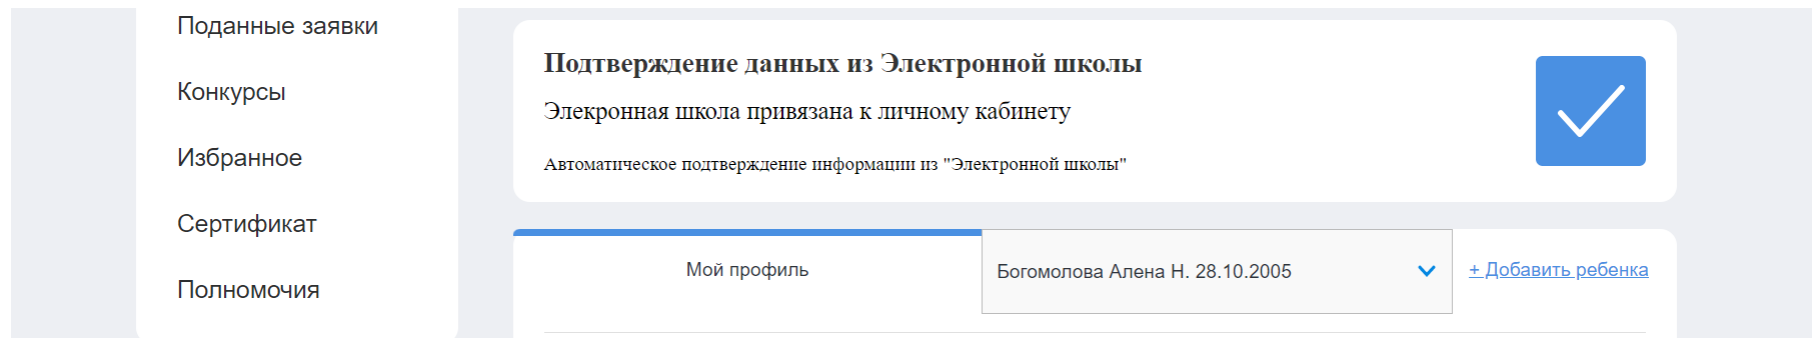 Поданные заявки
Конкурсы
Избранное
Сертификат
Полномочия
Подтверждение данных из Электронной школы
Элекронная школа привязана к личному кабинету
Автоматическое подтверждение информации из "Электронной школы"
Мой профиль
Богомолова Алена Н. 28.10.2005
+ Добавить ребенка